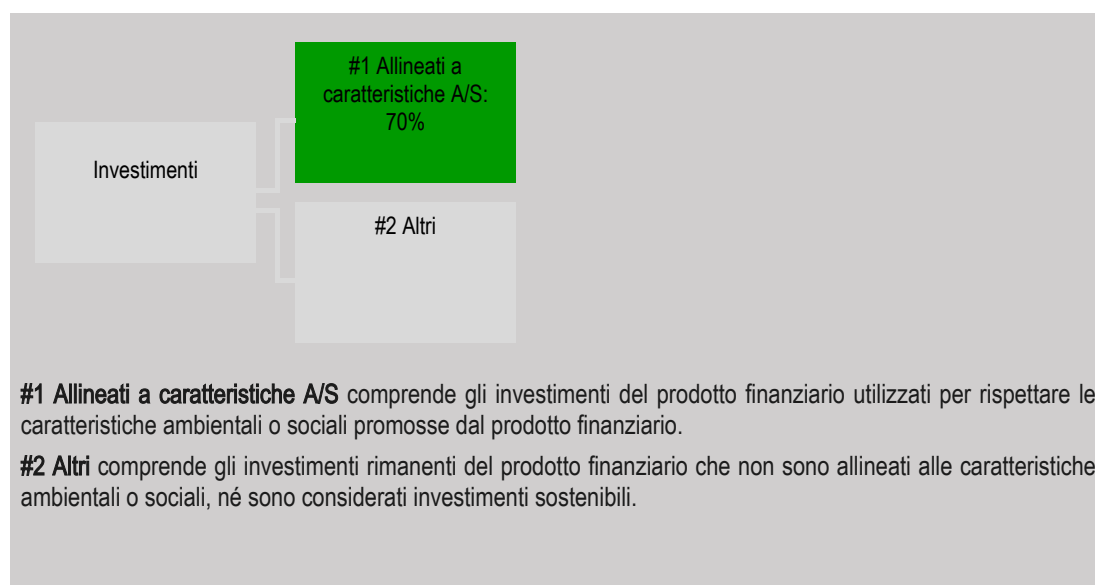 #1 Allineati a
caratteristiche A/S:
70%
Investimenti
#2 Altri
#1 Allineati a caratteristiche A/S comprende gli investimenti del prodotto finanziario utilizzati per rispettare le
caratteristiche ambientali o sociali promosse dal prodotto finanziario.
#2 Altri comprende gli investimenti rimanenti del prodotto finanziario che non sono allineati alle caratteristiche
ambientali o sociali, né sono considerati investimenti sostenibili.